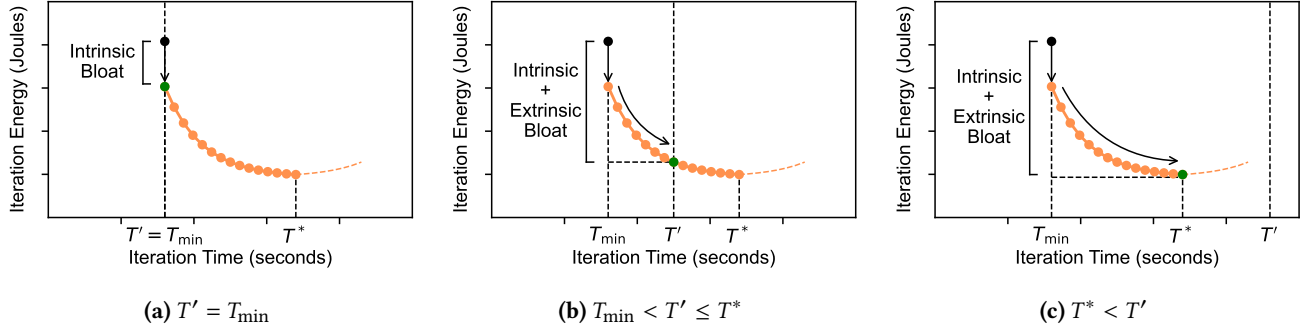 Iteration Energy (Joules)
Intrinsic
Bloat
T′ = Tmin
T*
Iteration Time (seconds)
(a) T′ = Tmin
Iteration Energy (Joules)
Intrinsic
+
Extrinsic
Bloat
Tmin
T′
T*
Iteration Time (seconds)
(b) Tmin < T′ ≤ T*
Iteration Energy (Joules)
Intrinsic
+
Extrinsic
Bloat
Tmin
T*
T′
Iteration Time (seconds)
(c) T* < T′